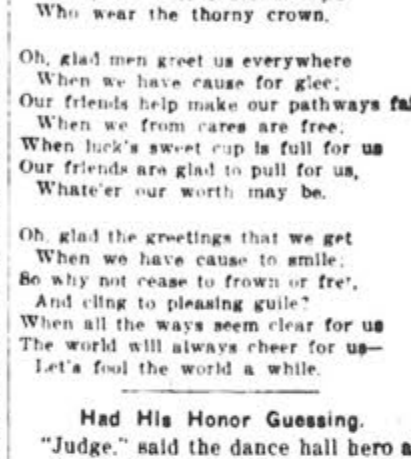 Who wear the thorny crown.
Oh, glad men greet us everywhere
When we have cause for glee;
Our friends help make our pathways
When we from cares are free;
When luck's sweet cup is full for us
Our friends are glad to pull for us,
Whate'er our worth may be.
Oh, glad the greetings that we get
When we have cause to smile;
So why not cease to frown or fret,
And cling to pleasing guile?
When all the ways seem clear for us
The world will always cheer for us—
Let's fool the world a while.
Had His Honor Guessing.
"Judge," said the dance hall hero